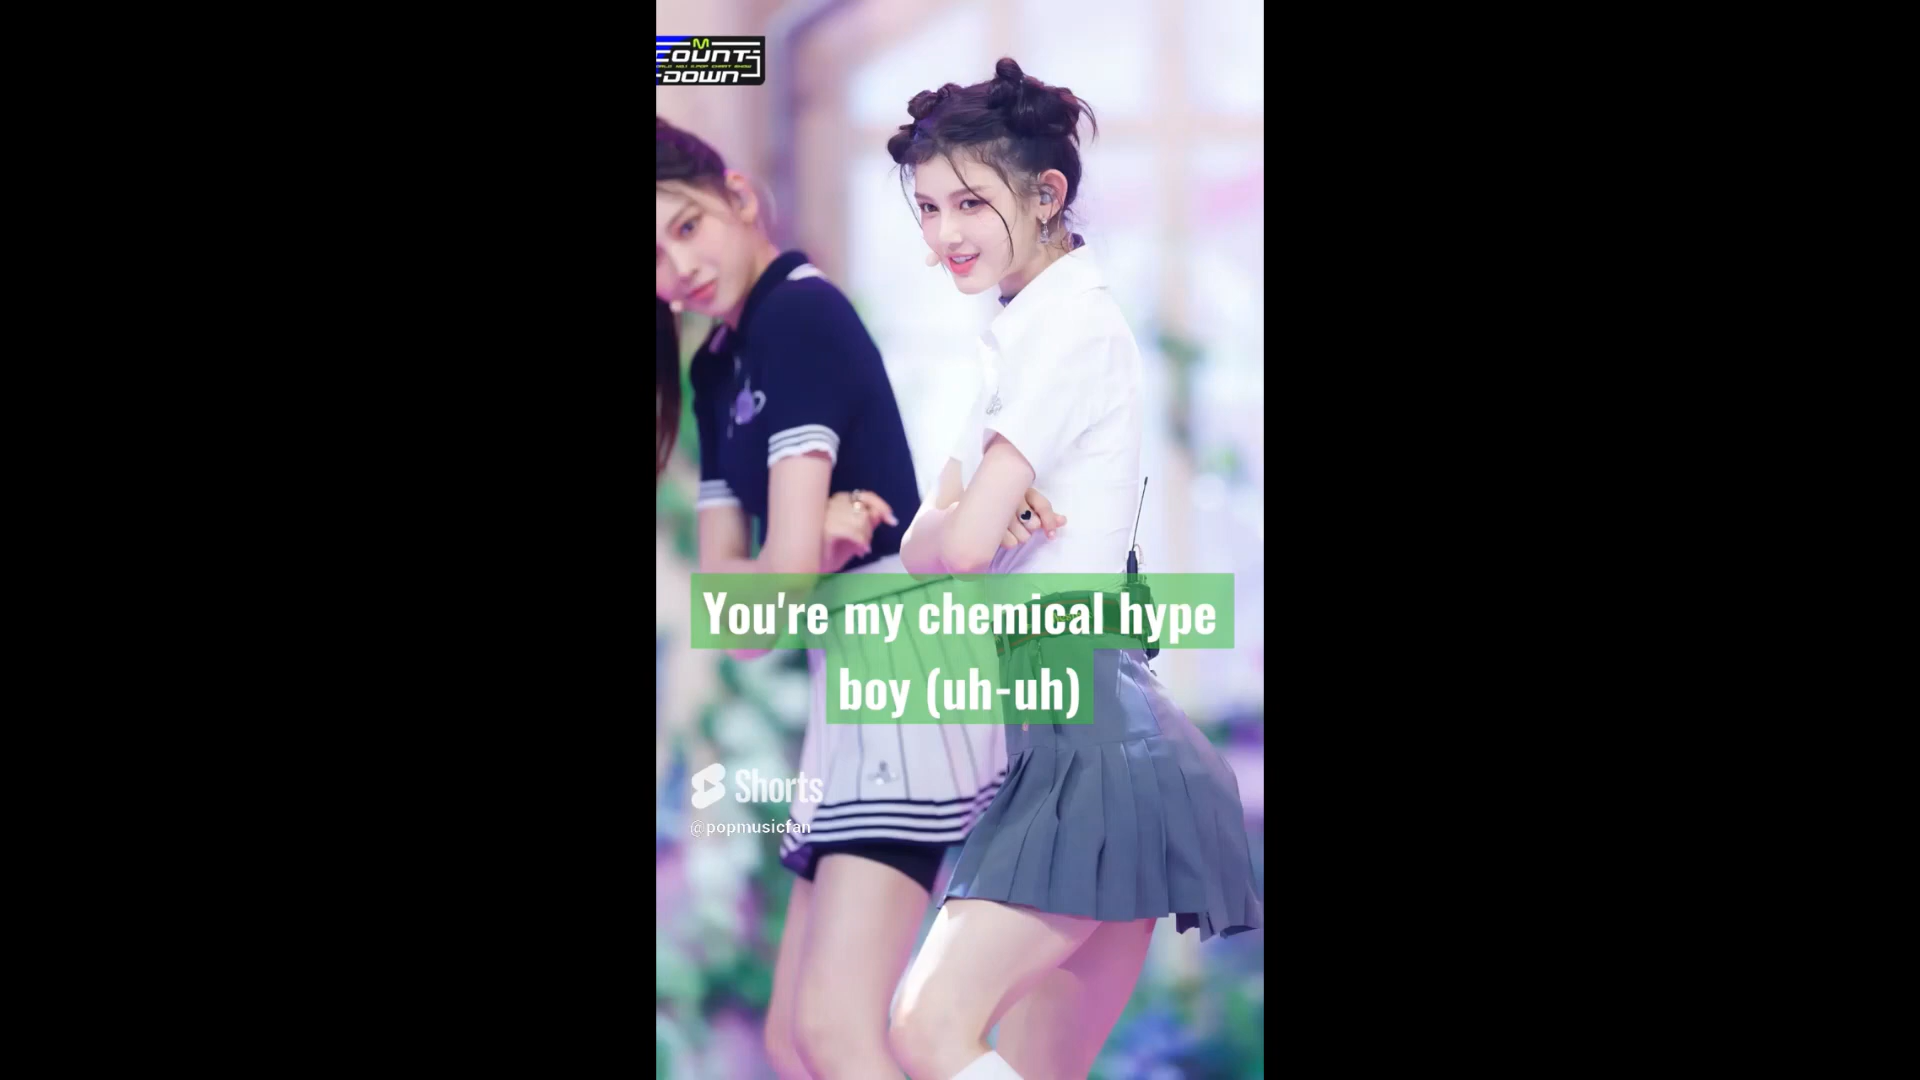 M
COUNT
DOWN
You're my chemical hype
boy (uh-uh)
Shorts
@popmusicfan